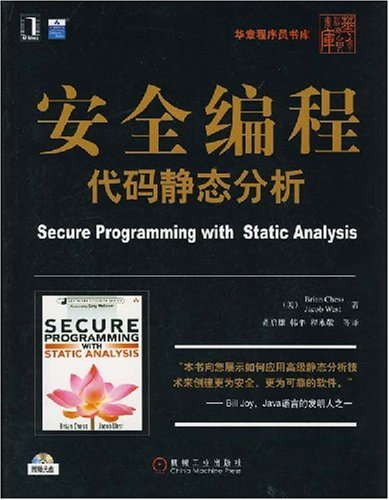 华章程序员书库
安全编程
代码静态分析
Secure Programming with Static Analysis
（美） Brian Chess 著
Jacob West
董启雄 韩平 程永敬 等译
SECURE
PROGRAMMING
WITH
STATIC ANALYSIS
Brian Chess Jacob West
“本书向您展示如何应用高级静态分析技
术来创建更为安全、更为可靠的软件。”
——Bill Joy，Java语言的发明人之一
附赠光盘
机械工业出版社
China Machine Press